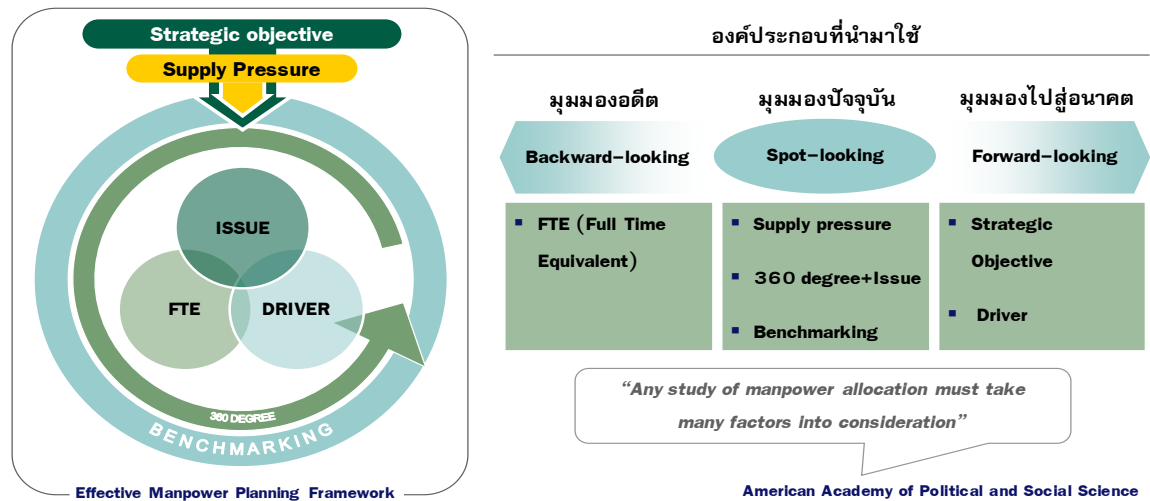 Strategic objective
Supply Pressure
ISSUE
FTE
DRIVER
360 DEGREE
BENCHMARKING
Effective Manpower Planning Framework
องค์ประกอบที่นำมาใช้
มุมมองอดีต
มุมมองปัจจุบัน
มุมมองไปสู่อนาคต
Backward-looking
Spot-looking
Forward-looking
▪ FTE (Full Time
Equivalent)
▪ Supply pressure
▪ 360 degree+Issue
▪ Benchmarking
▪ Strategic
Objective
▪ Driver
“Any study of manpower allocation must take
many factors into consideration”
American Academy of Political and Social Science